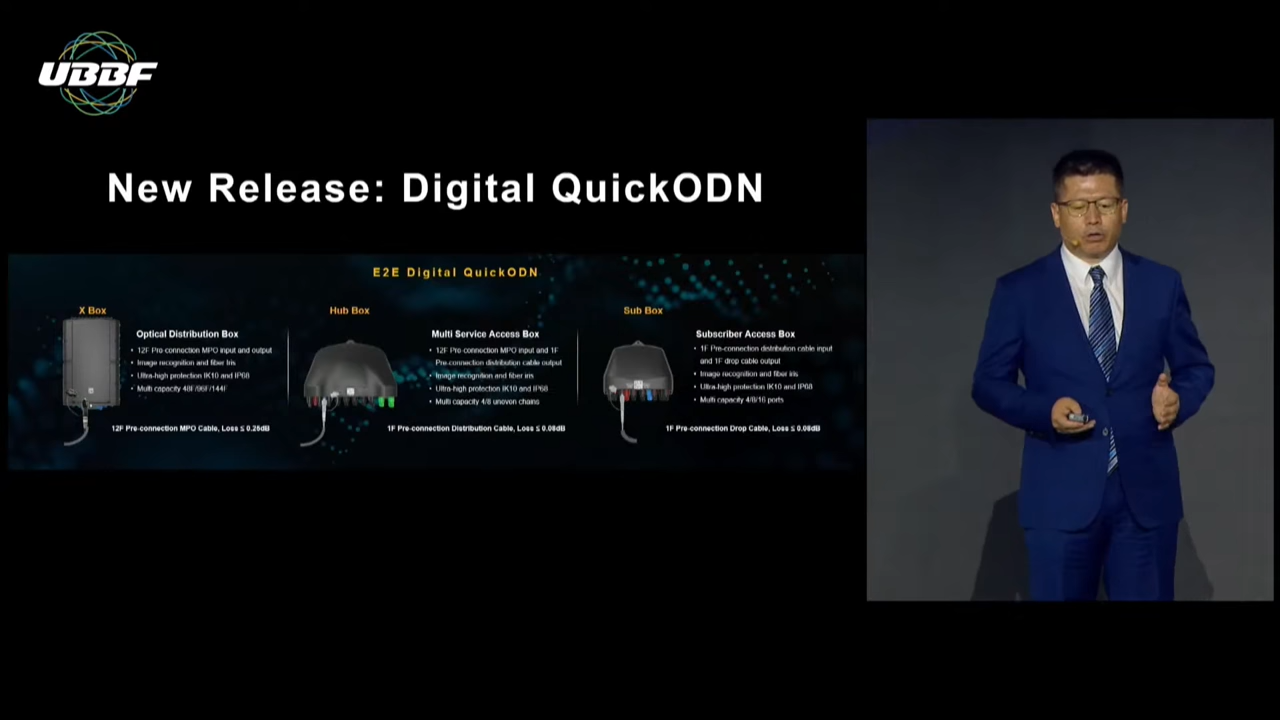 UBBF
New Release: Digital QuickODN
E2E Digital QuickODN
X Box
Optical Distribution Box
• 12F Pre-connection MPO input and output
• Image recognition and fiber iris
• Ultra-high protection IK10 and IP68
• Multi capacity 48F/96F/144F
12F Pre-connection MPO Cable, Loss ≤ 0.25dB
Hub Box
Multi Service Access Box
• 12F Pre-connection MPO input and 1F
Pre-connection distribution cable output
• Image recognition and fiber iris
• Ultra-high protection IK10 and IP68
• Multi capacity 4/8 uneven chains
1F Pre-connection Distribution Cable, Loss ≤ 0.08dB
Sub Box
Subscriber Access Box
• 1F Pre-connection distribution cable input
and 1F drop cable output
• Image recognition and fiber iris
• Ultra-high protection IK10 and IP68
• Multi capacity 4/8/16 ports
1F Pre-connection Drop Cable, Loss ≤ 0.08dB